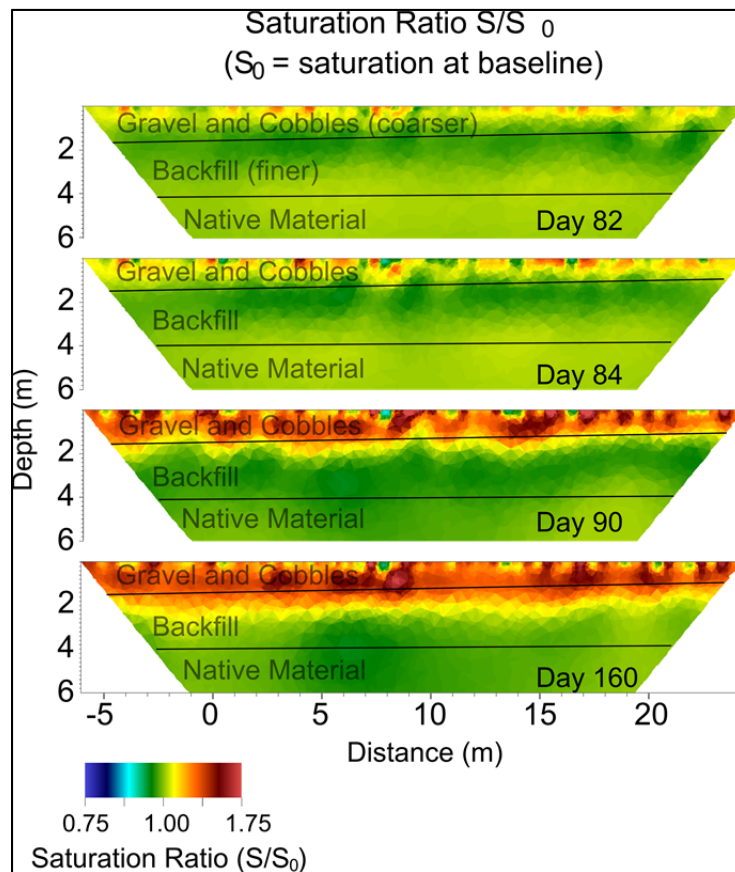 Saturation Ratio S/S 0
(S0 = saturation at baseline)
Gravel and Cobbles (coarser)
2
Backfill (finer)
4
Native Material
Day 82
6
Gravel and Cobbles
2
Backfill
4
Native Material
Day 84
6
Depth (m)
Gravel and Cobbles
2
Backfill
4
Native Material
Day 90
6
Gravel and Cobbles
2
Backfill
4
Native Material
Day 160
6
-5 0 5 10 15 20
Distance (m)
0.75 1.00 1.75
Saturation Ratio (S/S0)